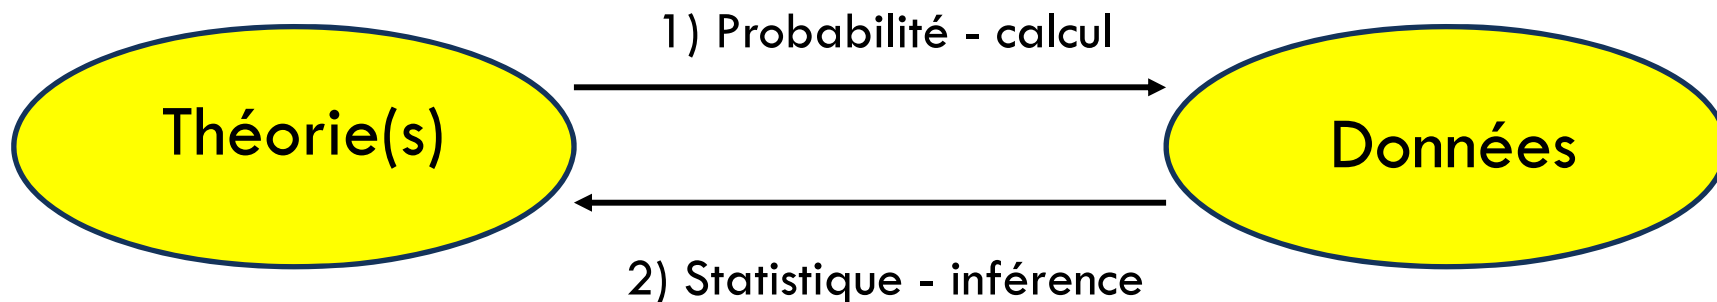 1) Probabilité - calcul
Théorie(s)
Données
2) Statistique - inférence